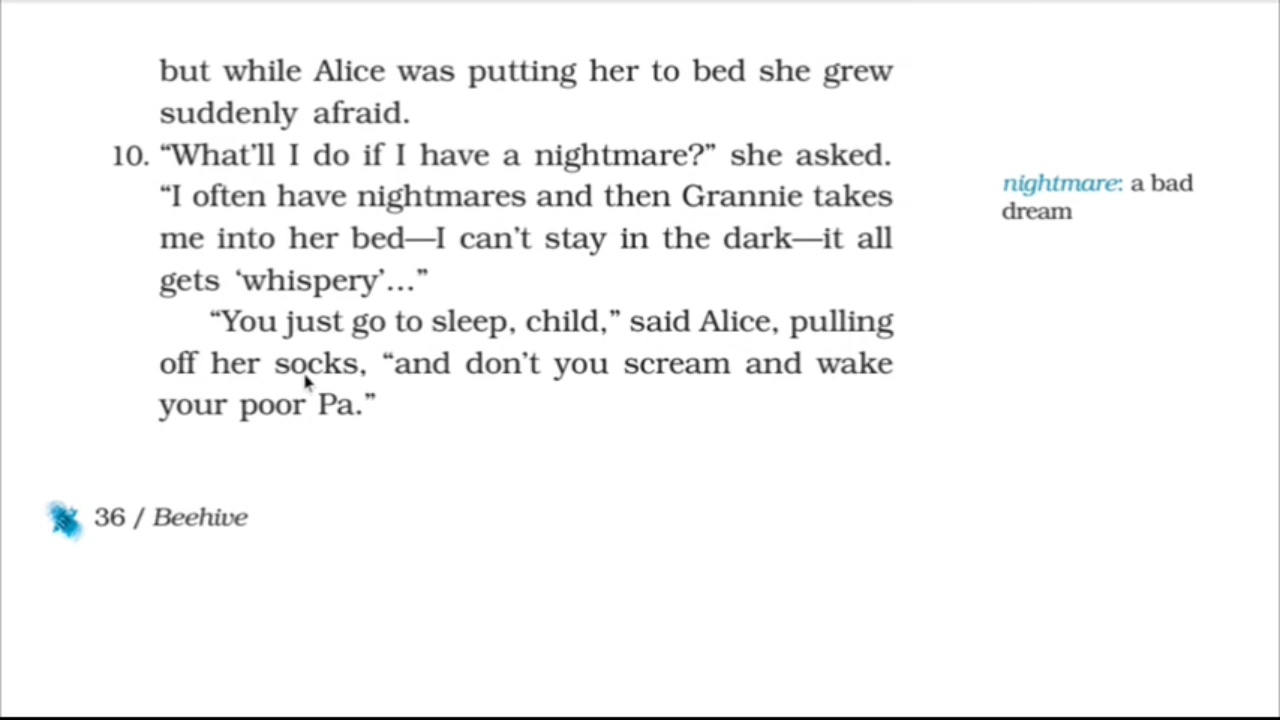 but while Alice was putting her to bed she grew
suddenly afraid.
10. “What’ll I do if I have a nightmare?” she asked.
“I often have nightmares and then Grannie takes
me into her bed—I can’t stay in the dark—it all
gets ‘whispery’...”
“You just go to sleep, child,” said Alice, pulling
off her socks, “and don’t you scream and wake
your poor Pa.”
nightmare: a bad
dream
36 / Beehive